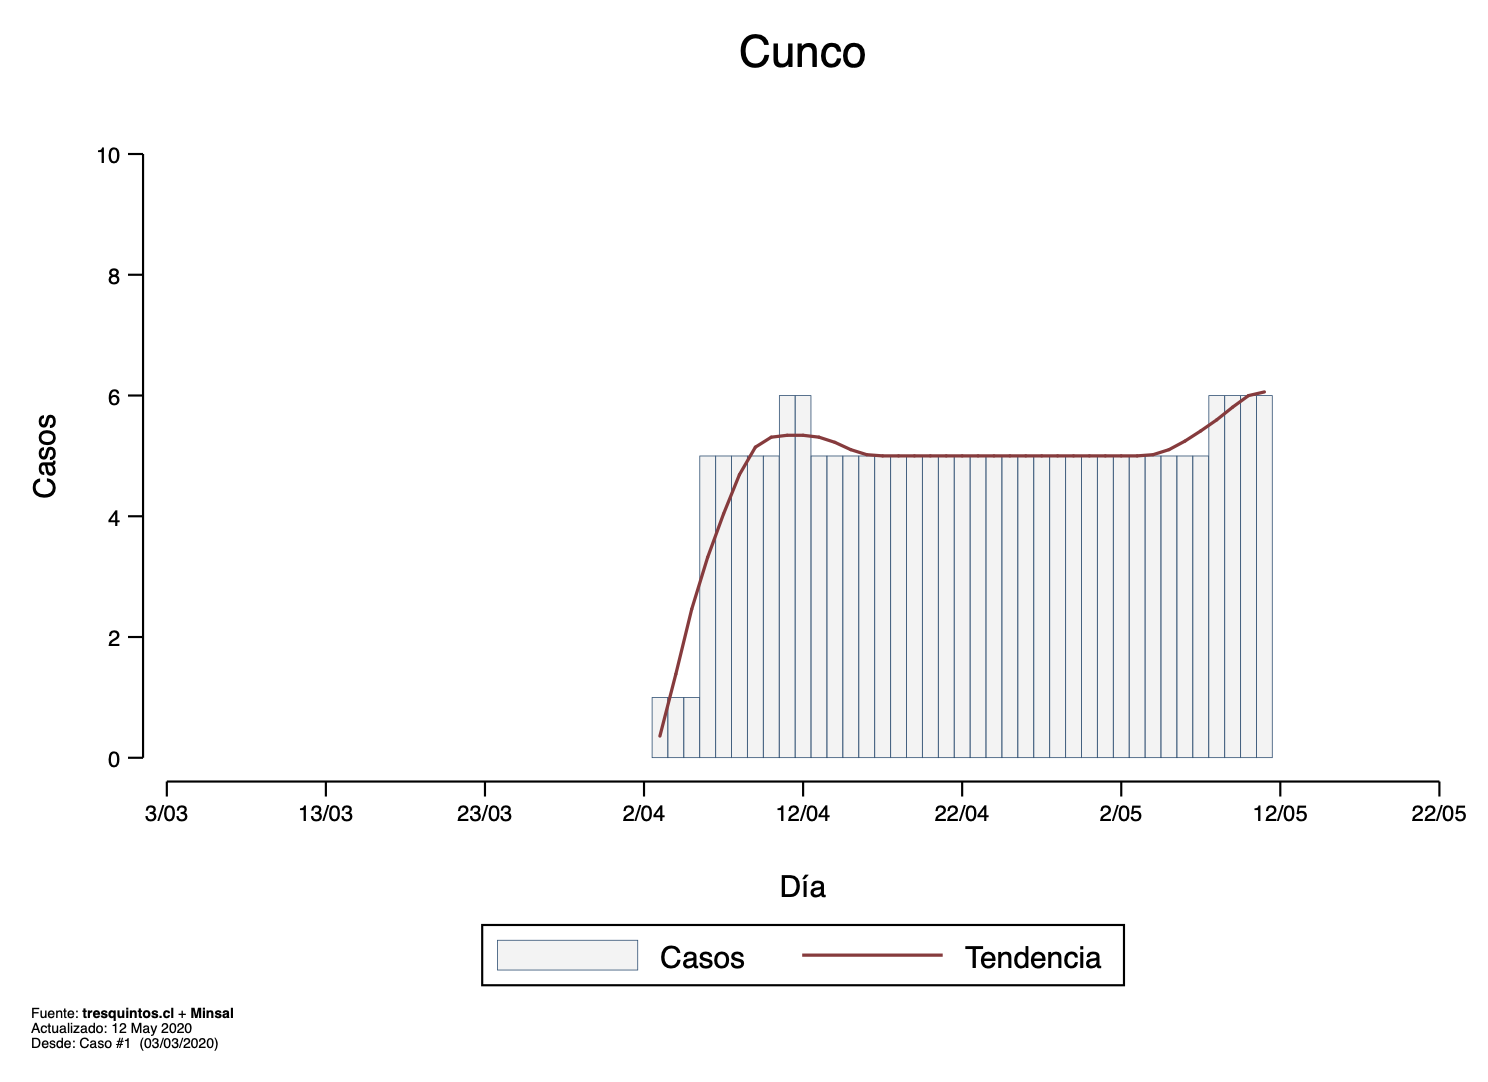 Cunco
10
8
6
4
2
0
Casos
3/03 13/03 23/03 2/04 12/04 22/04 2/05 12/05 22/05
Día
Casos Tendencia
Fuente: tresquintos.cl + Minsal
Actualizado: 12 May 2020
Desde: Caso #1 (03/03/2020)